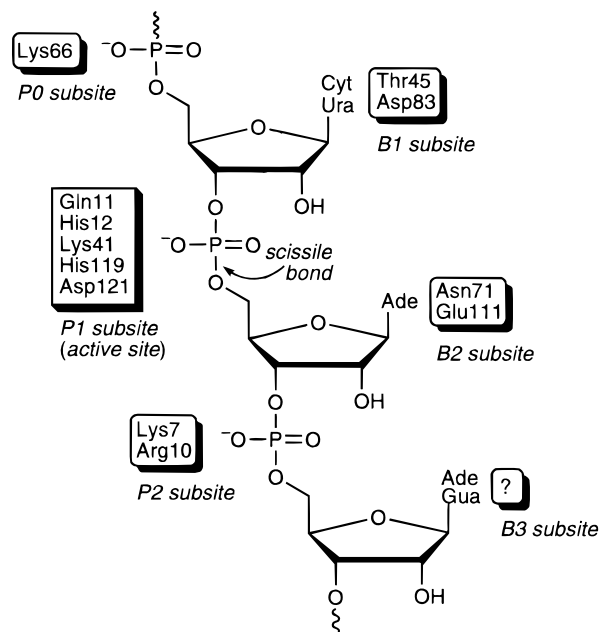 Lys66
P0 subsite
⁻O–P=O
O
O
Cyt
Ura
Thr45
Asp83
B1 subsite
OH
Gln11
His12
Lys41
His119
Asp121
P1 subsite
(active site)
O
⁻O–P=O
O
scissile
bond
O
Ade
Asn71
Glu111
B2 subsite
OH
Lys7
Arg10
P2 subsite
O
⁻O–P=O
O
O
Ade
Gua
?
B3 subsite
O
OH